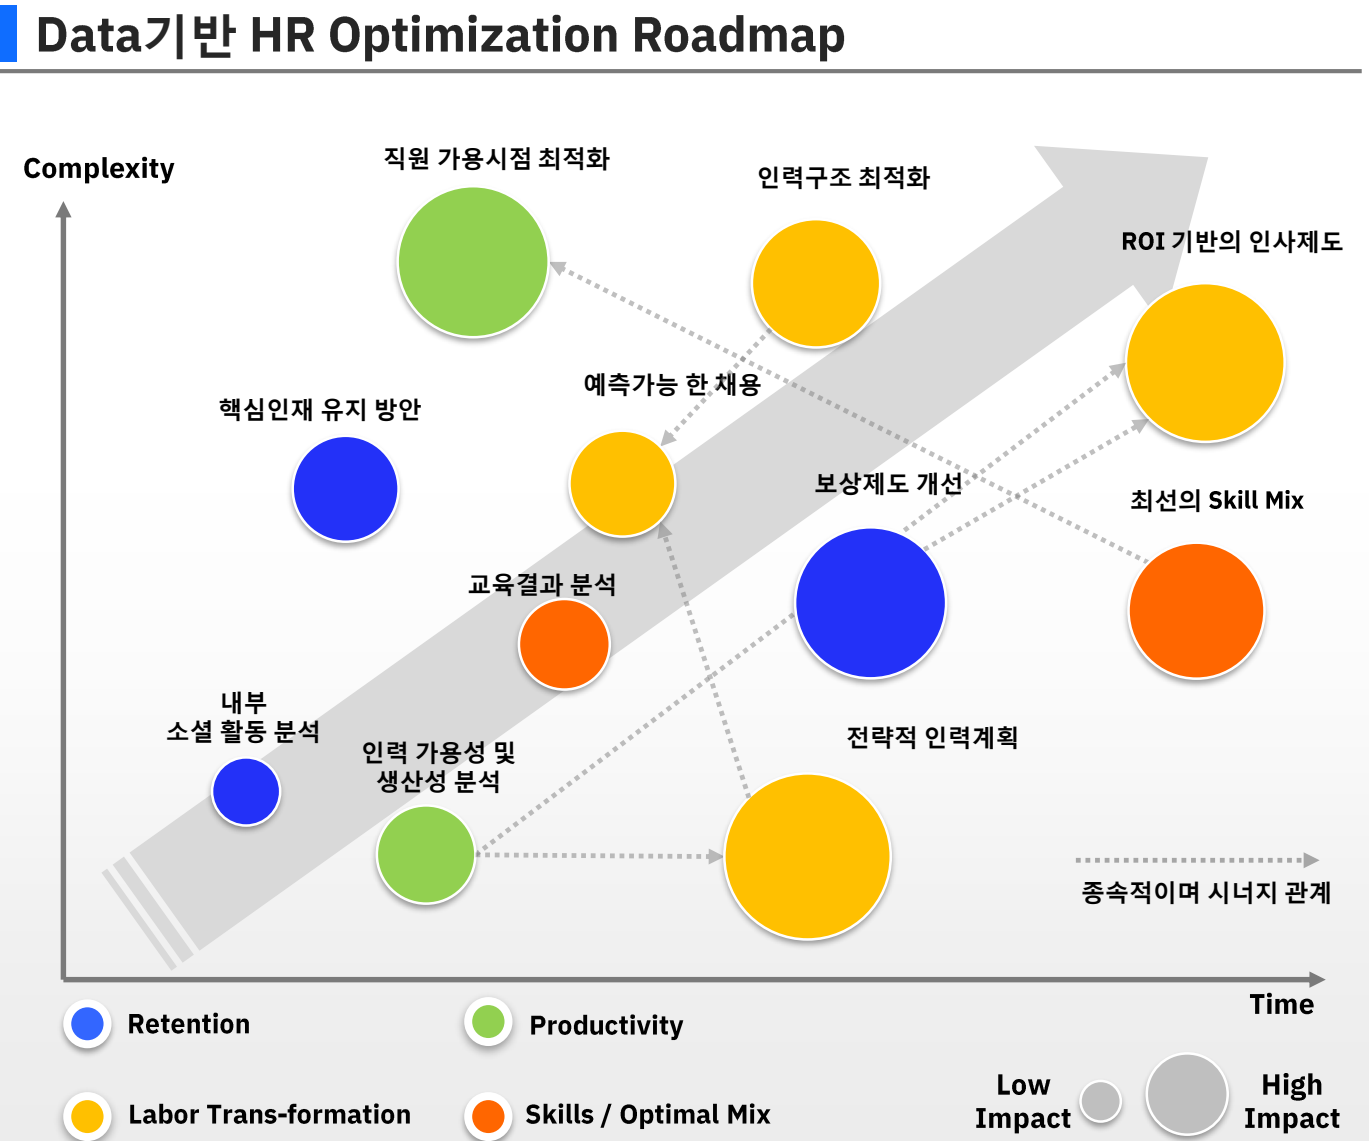 Data기반 HR Optimization Roadmap
Complexity
직원 가용시점 최적화
인력구조 최적화
ROI 기반의 인사제도
예측가능 한 채용
핵심인재 유지 방안
보상제도 개선
최선의 Skill Mix
교육결과 분석
내부
소셜 활동 분석
인력 가용성 및
생산성 분석
전략적 인력계획
종속적이며 시너지 관계
Time
Retention
Productivity
Labor Trans-formation
Skills / Optimal Mix
Low
Impact
High
Impact